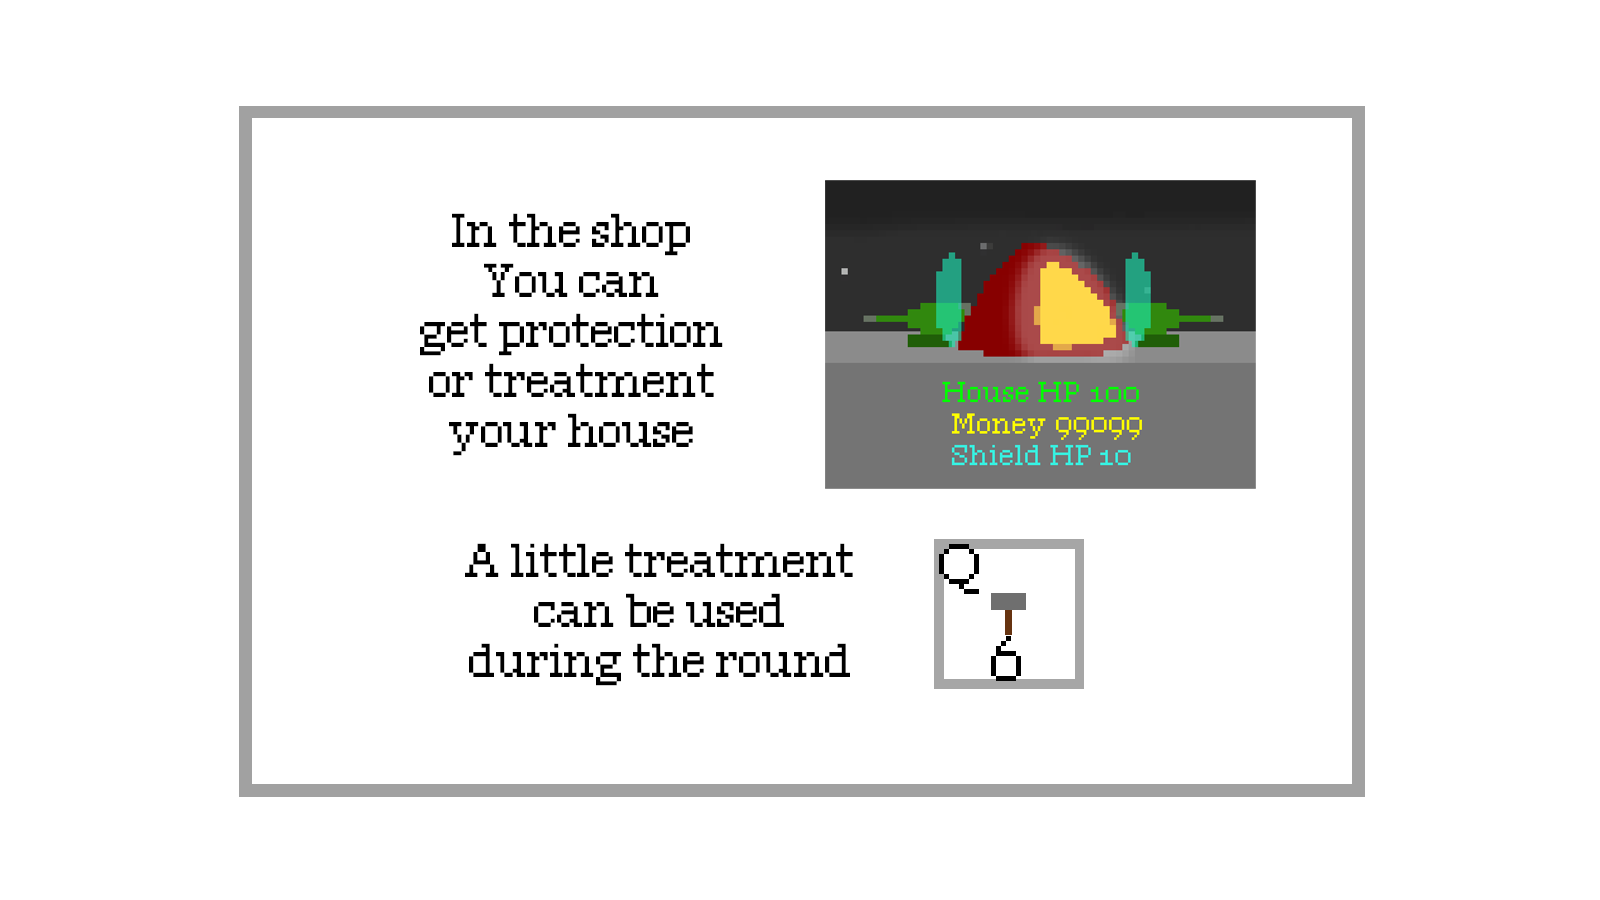 In the shop
You can
get protection
or treatment
your house
House HP 100
Money 99099
Shield HP 10
A little treatment
can be used
during the round
Q
6